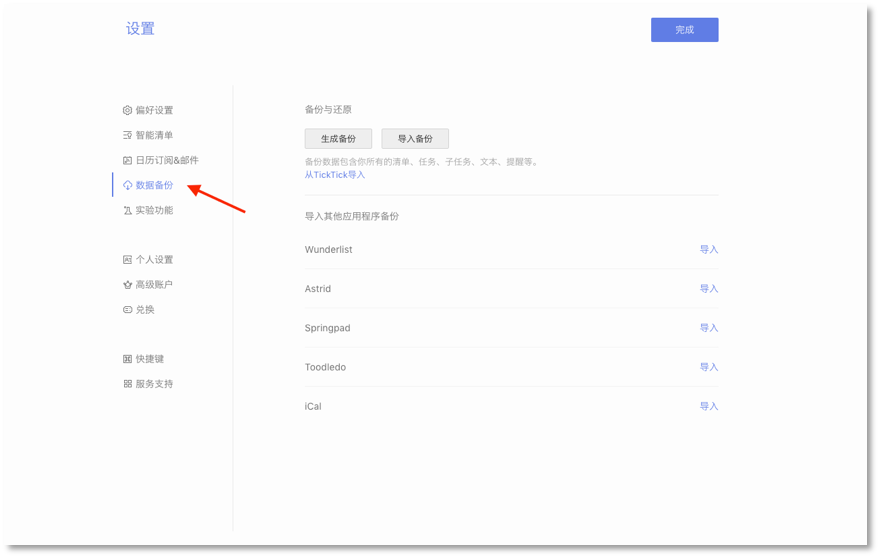 设置
完成
偏好设置
智能清单
日历订阅&邮件
数据备份
实验功能
个人设置
高级账户
兑换
快捷键
服务支持
备份与还原
生成备份 导入备份
备份数据包含你所有的清单、任务、子任务、文本、提醒等。
从TickTick导入
导入其他应用程序备份
Wunderlist 导入
Astrid 导入
Springpad 导入
Toodledo 导入
iCal 导入